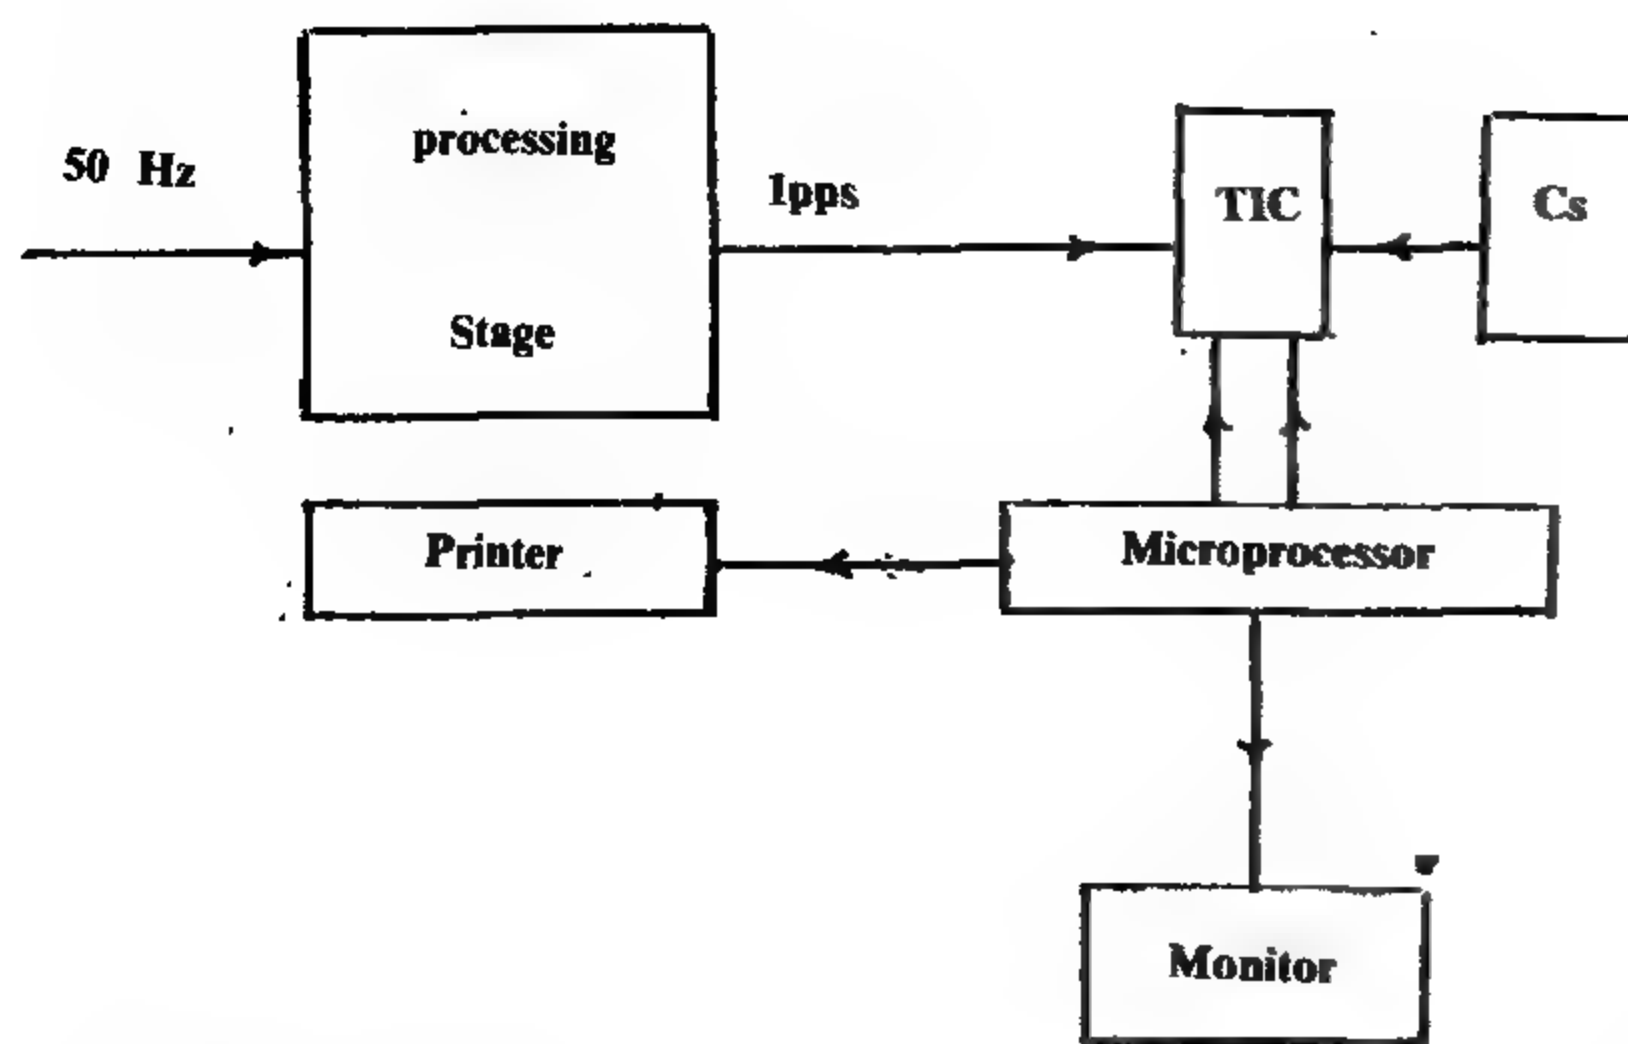 50 Hz
processing
Stage
1pps
TIC
Cs
Printer
Microprocessor
Monitor